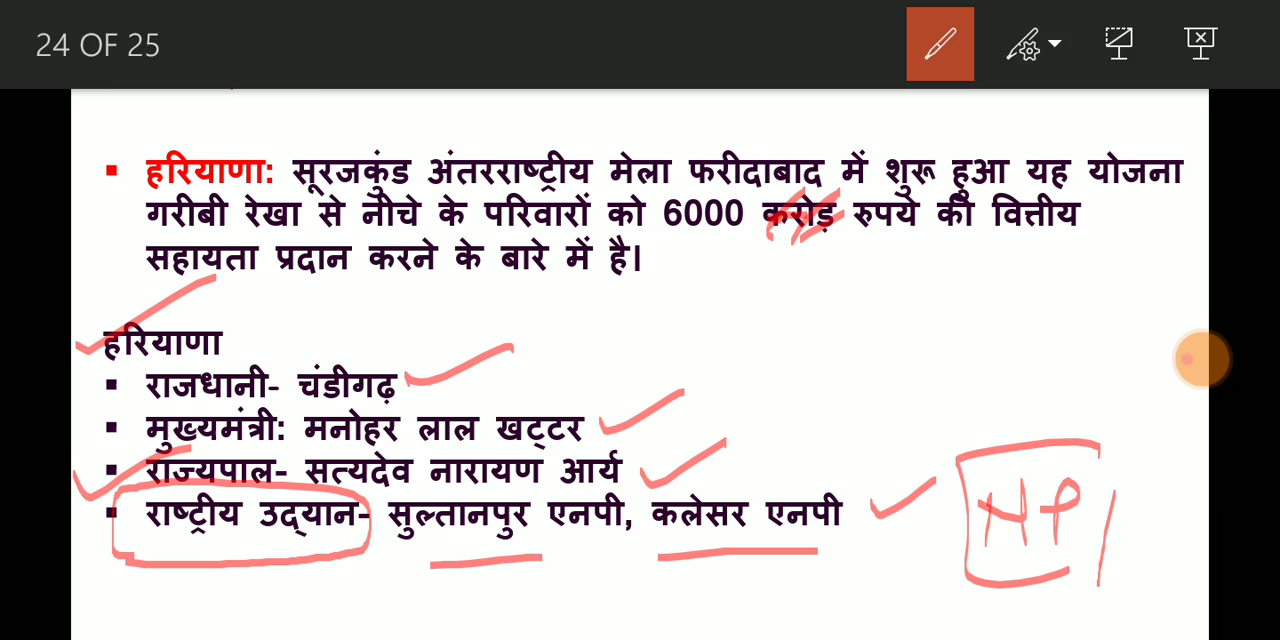 24 OF 25
▪ हरियाणा: सूरजकुंड अंतरराष्ट्रीय मेला फरीदाबाद में शुरू हुआ यह योजना
गरीबी रेखा से नीचे के परिवारों को 6000 करोड़ रुपये की वित्तीय
सहायता प्रदान करने के बारे में है।
हरियाणा
▪ राजधानी- चंडीगढ़
▪ मुख्यमंत्री: मनोहर लाल खट्टर
▪ राज्यपाल- सत्यदेव नारायण आर्य
▪ राष्ट्रीय उद्यान- सुल्तानपुर एनपी, कलेसर एनपी
NP